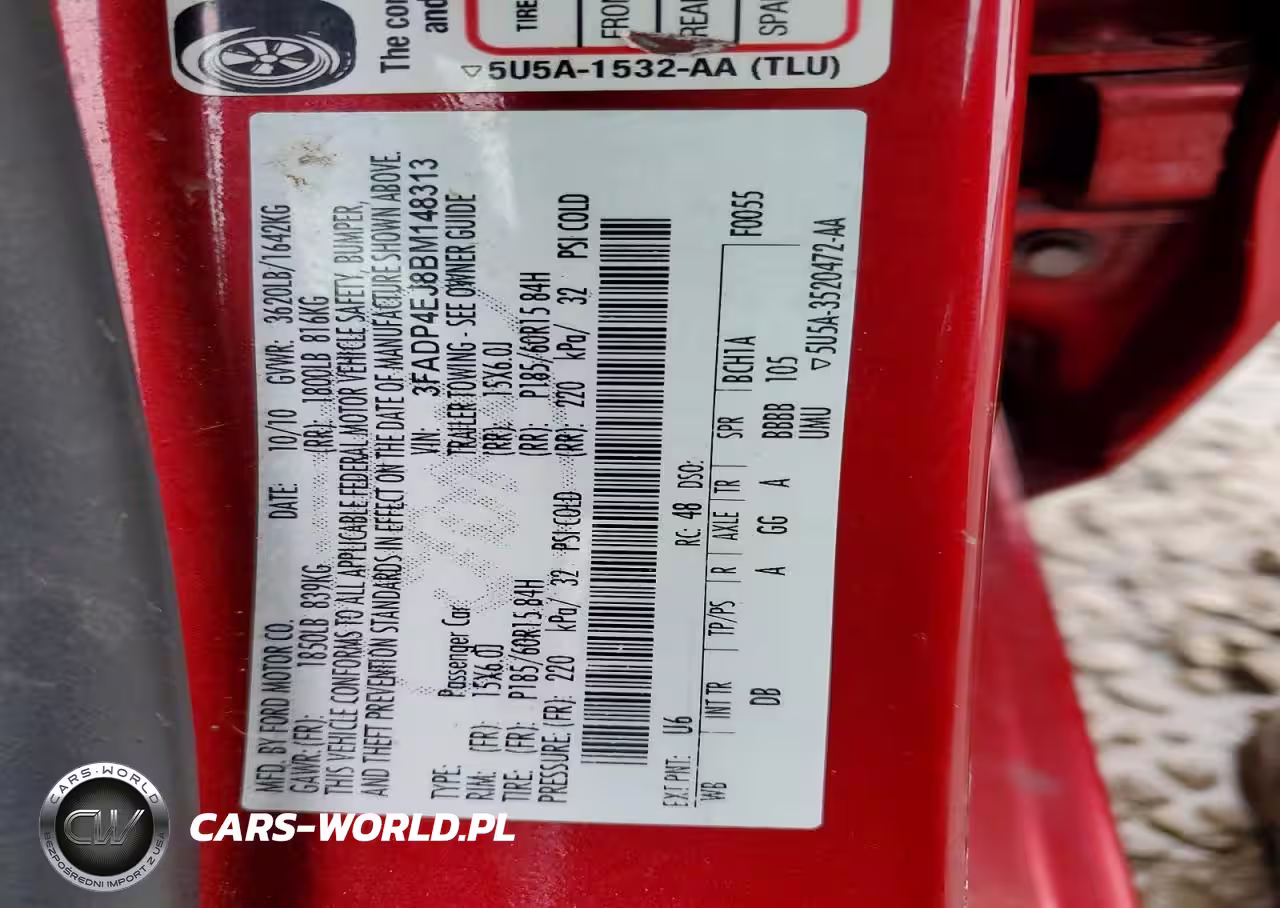 The
and
TIRE
5U5A-1532-AA (TLU)
MFD. BY FORD MOTOR CO.
DATE: 10/10 GVWR: 3620LB/1642KG
GAVR: (FR): 1850LB 839KG (RR): 1800LB 816KG
THIS VEHICLE CONFORMS TO ALL APPLICABLE FEDERAL MOTOR VEHICLE SAFETY, BUMPER,
AND THEFT PREVENTION STANDARDS IN EFFECT ON THE DATE OF MANUFACTURE SHOWN ABOVE.
VIN: 3FADP4EJ8BM148313
TYPE: Passenger Car TRAILER TOWING - SEE OWNER GUIDE
RIM: (FR): 15X6.0J (RR): 15X6.0J
TIRE: (FR): P185/60R15 84H (RR): P185/60R15 84H
PRESSURE: (FR): 220 kPa/ 32 PSI COLD (RR): 220 kPa/ 32 PSI COLD
EXT PNT: U6 RC: 48 DSO: F0055
WB INT TR TP/PS R AXLE TR SPR BCH1A
DB A GG A BBBB 105
UMU
5U5A-3520472-AA
CARS-WORLD
CW
BEZPOŚREDNI IMPORT Z USA
CARS-WORLD.PL